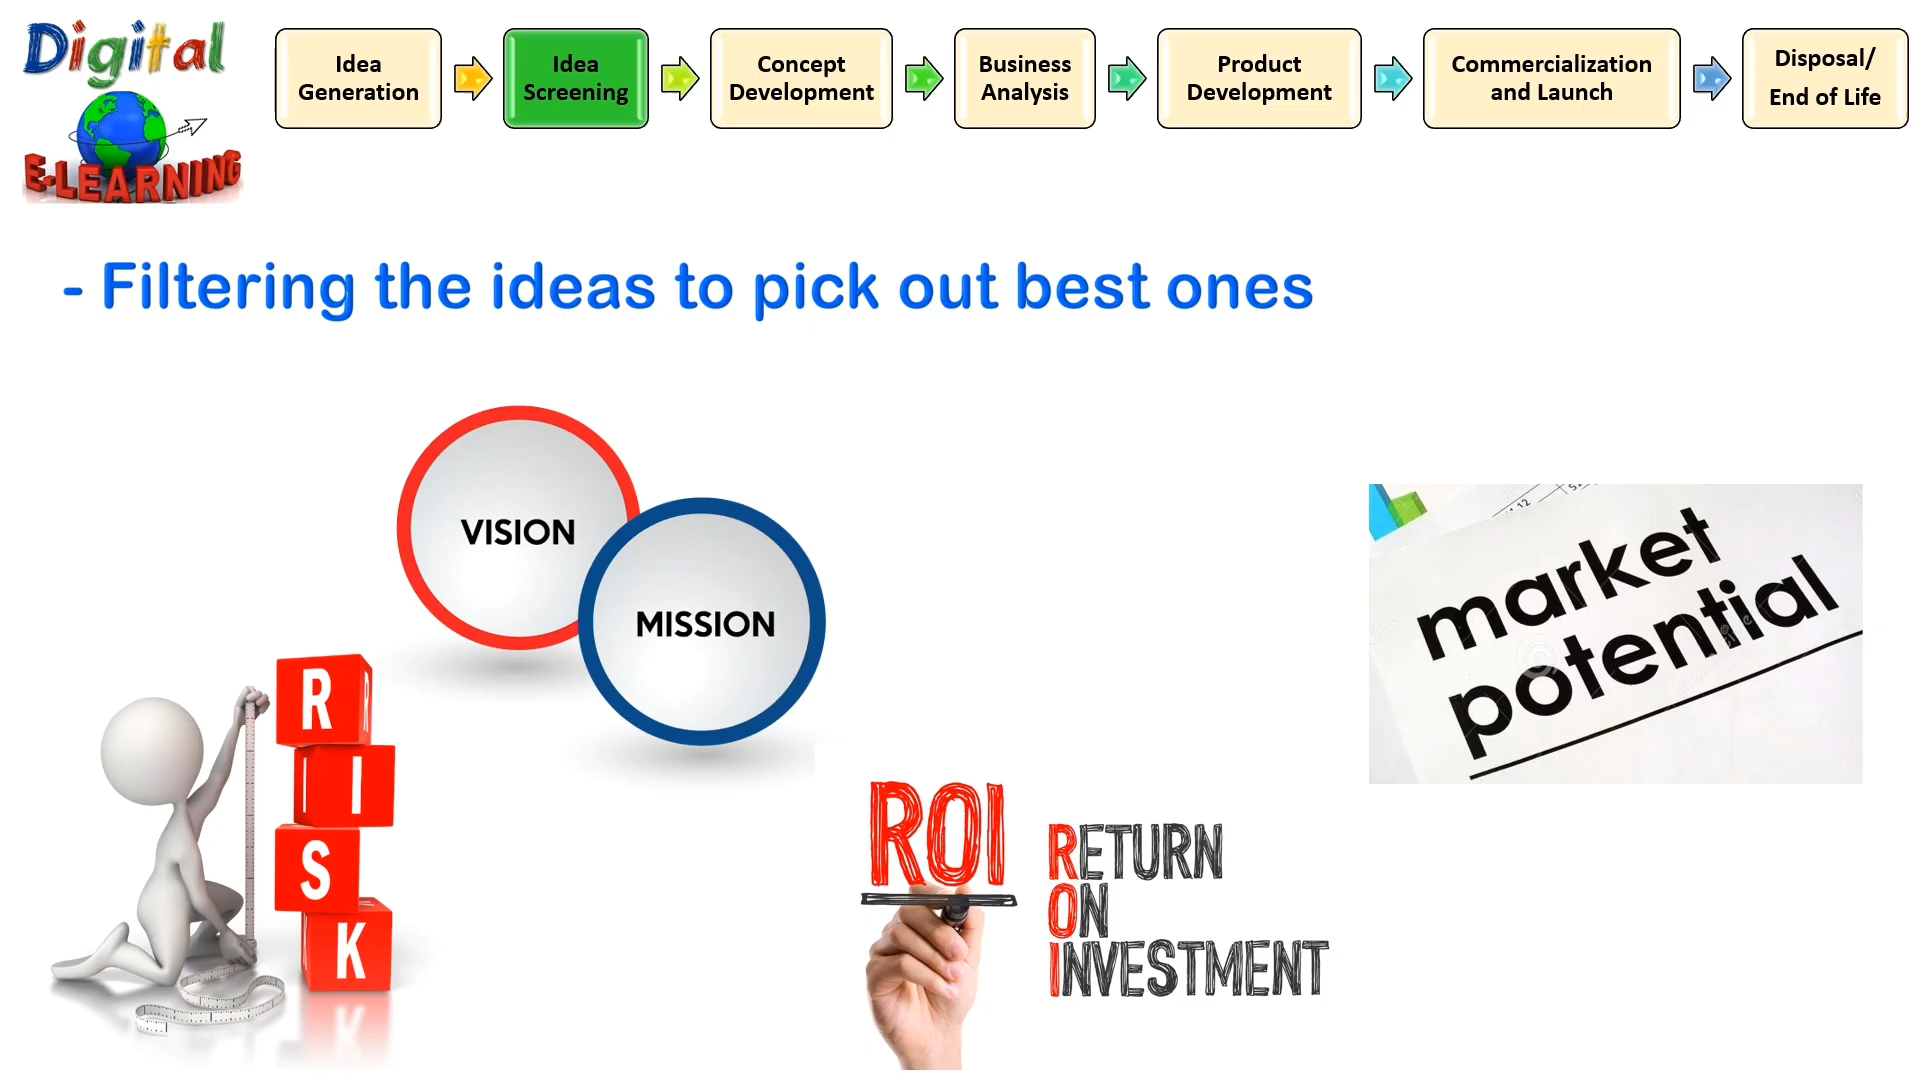 Digital
E-LEARNING
Idea
Generation
Idea
Screening
Concept
Development
Business
Analysis
Product
Development
Commercialization
and Launch
Disposal/
End of Life
- Filtering the ideas to pick out best ones
VISION
MISSION
RISK
ROI
RETURN
ON
INVESTMENT
market
potential